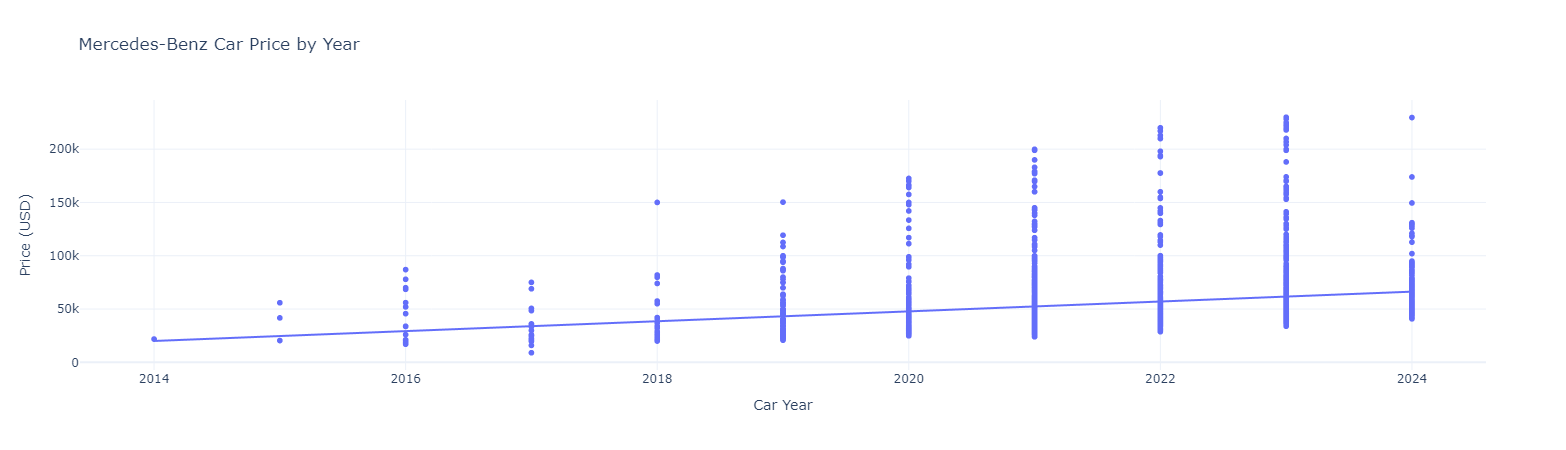 Mercedes-Benz Car Price by Year
Price (USD)
200k
150k
100k
50k
0
2014 2016 2018 2020 2022 2024
Car Year